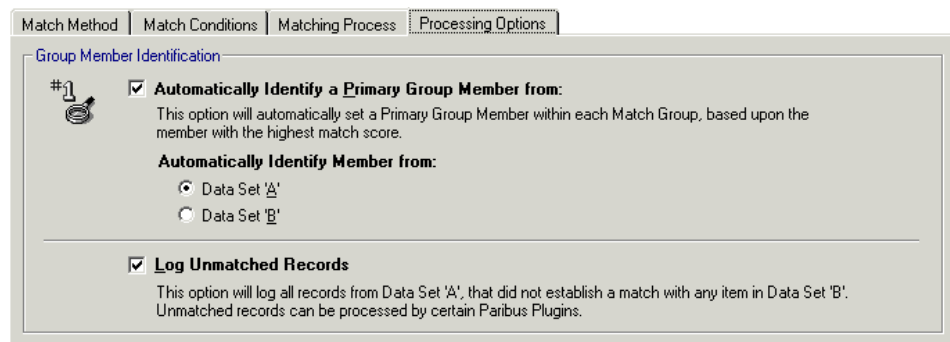 Match Method Match Conditions Matching Process Processing Options
Group Member Identification
#1 Automatically Identify a Primary Group Member from:
This option will automatically set a Primary Group Member within each Match Group, based upon the
member with the highest match score.
Automatically Identify Member from:
Data Set 'A'
Data Set 'B'
Log Unmatched Records
This option will log all records from Data Set 'A', that did not establish a match with any item in Data Set 'B'.
Unmatched records can be processed by certain Paribus Plugins.